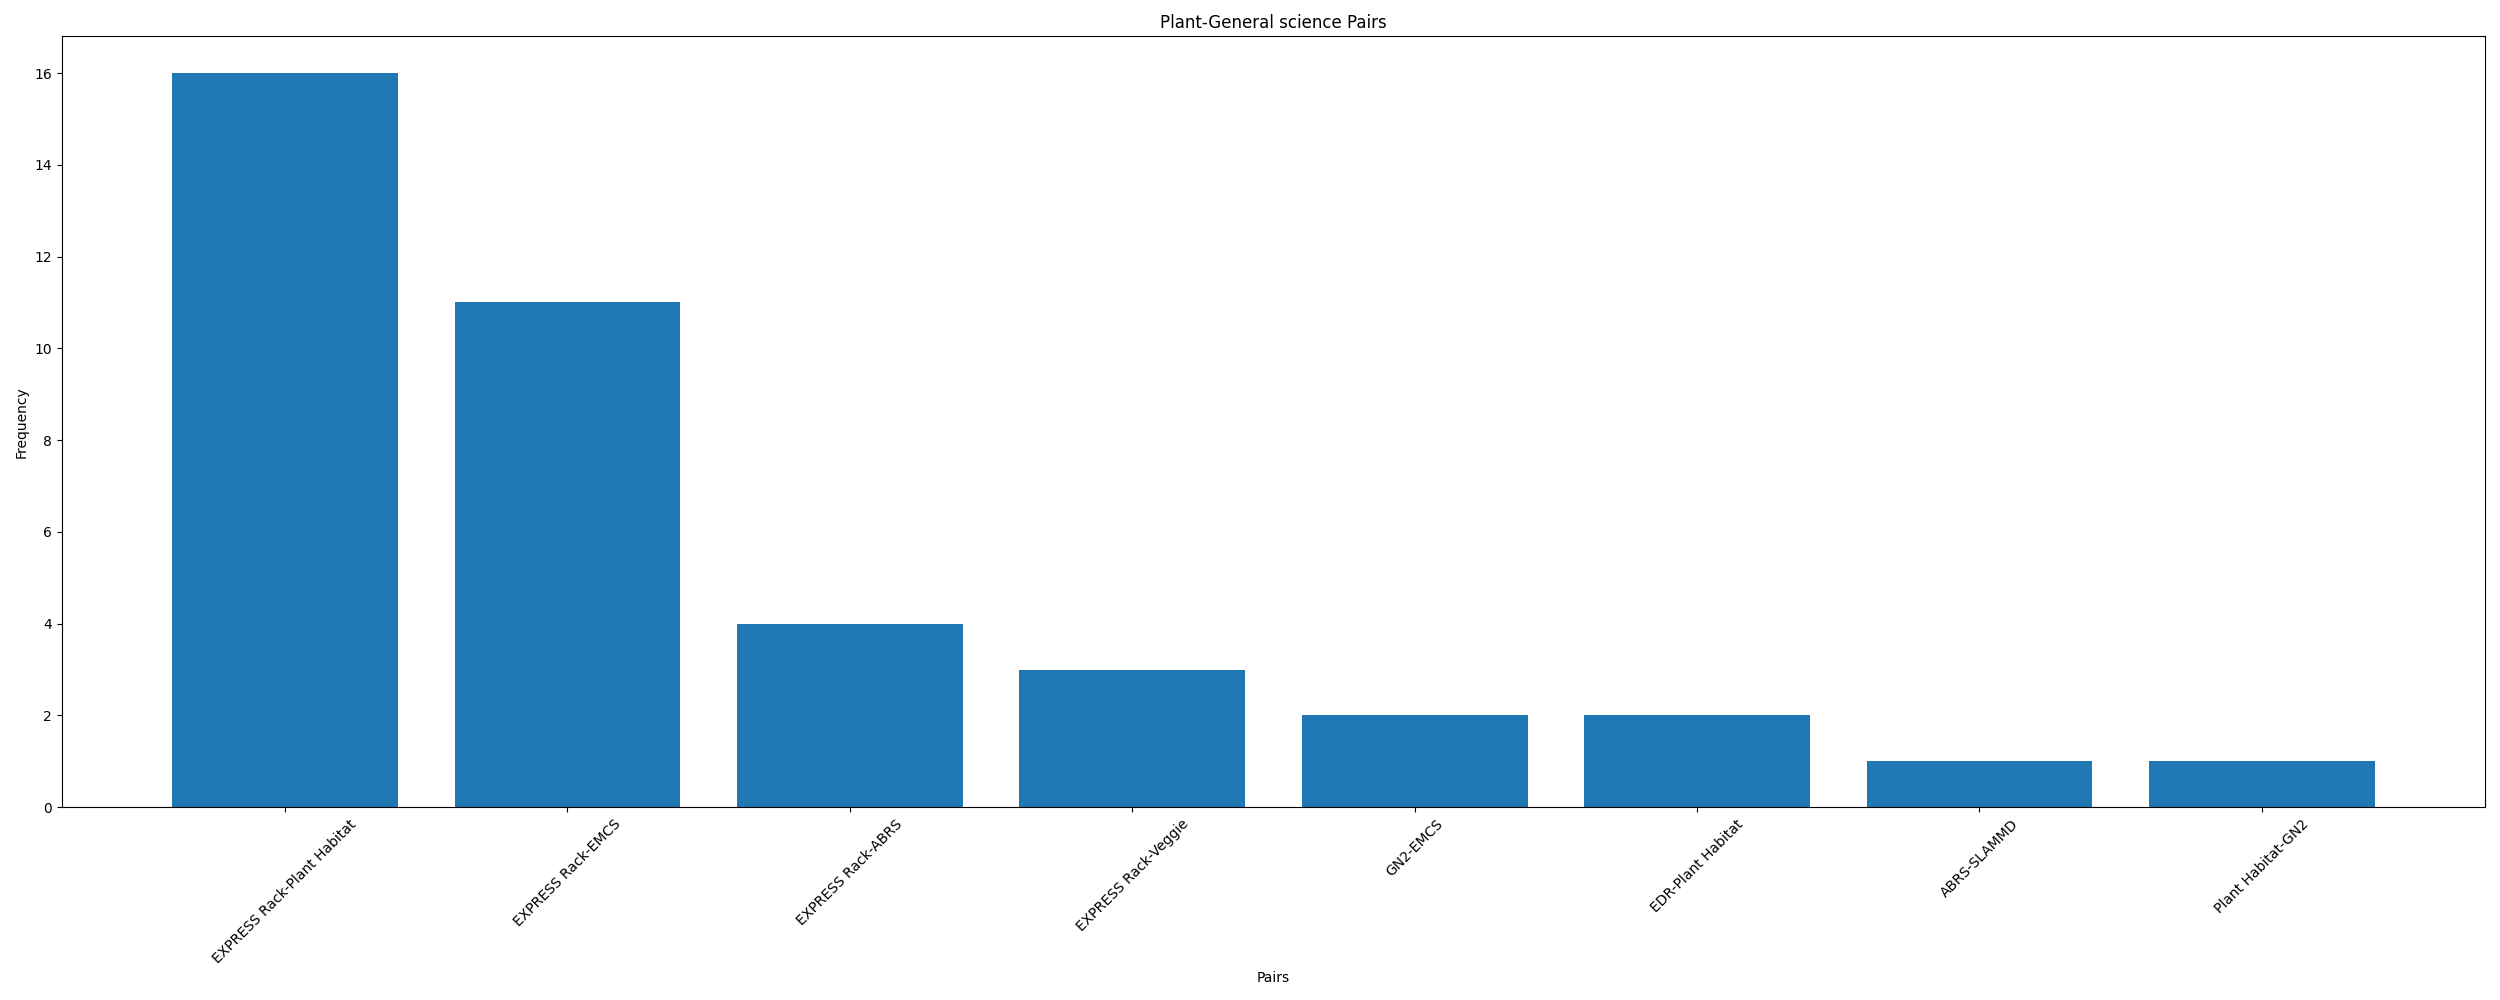 Plant-General science Pairs
Frequency
16
14
12
10
8
6
4
2
0
EXPRESS Rack-Plant Habitat
EXPRESS Rack-EMCS
EXPRESS Rack-ABRS
EXPRESS Rack-Veggie
GN2-EMCS
EDR-Plant Habitat
ABRS-SLAMMD
Plant Habitat-GN2
Pairs